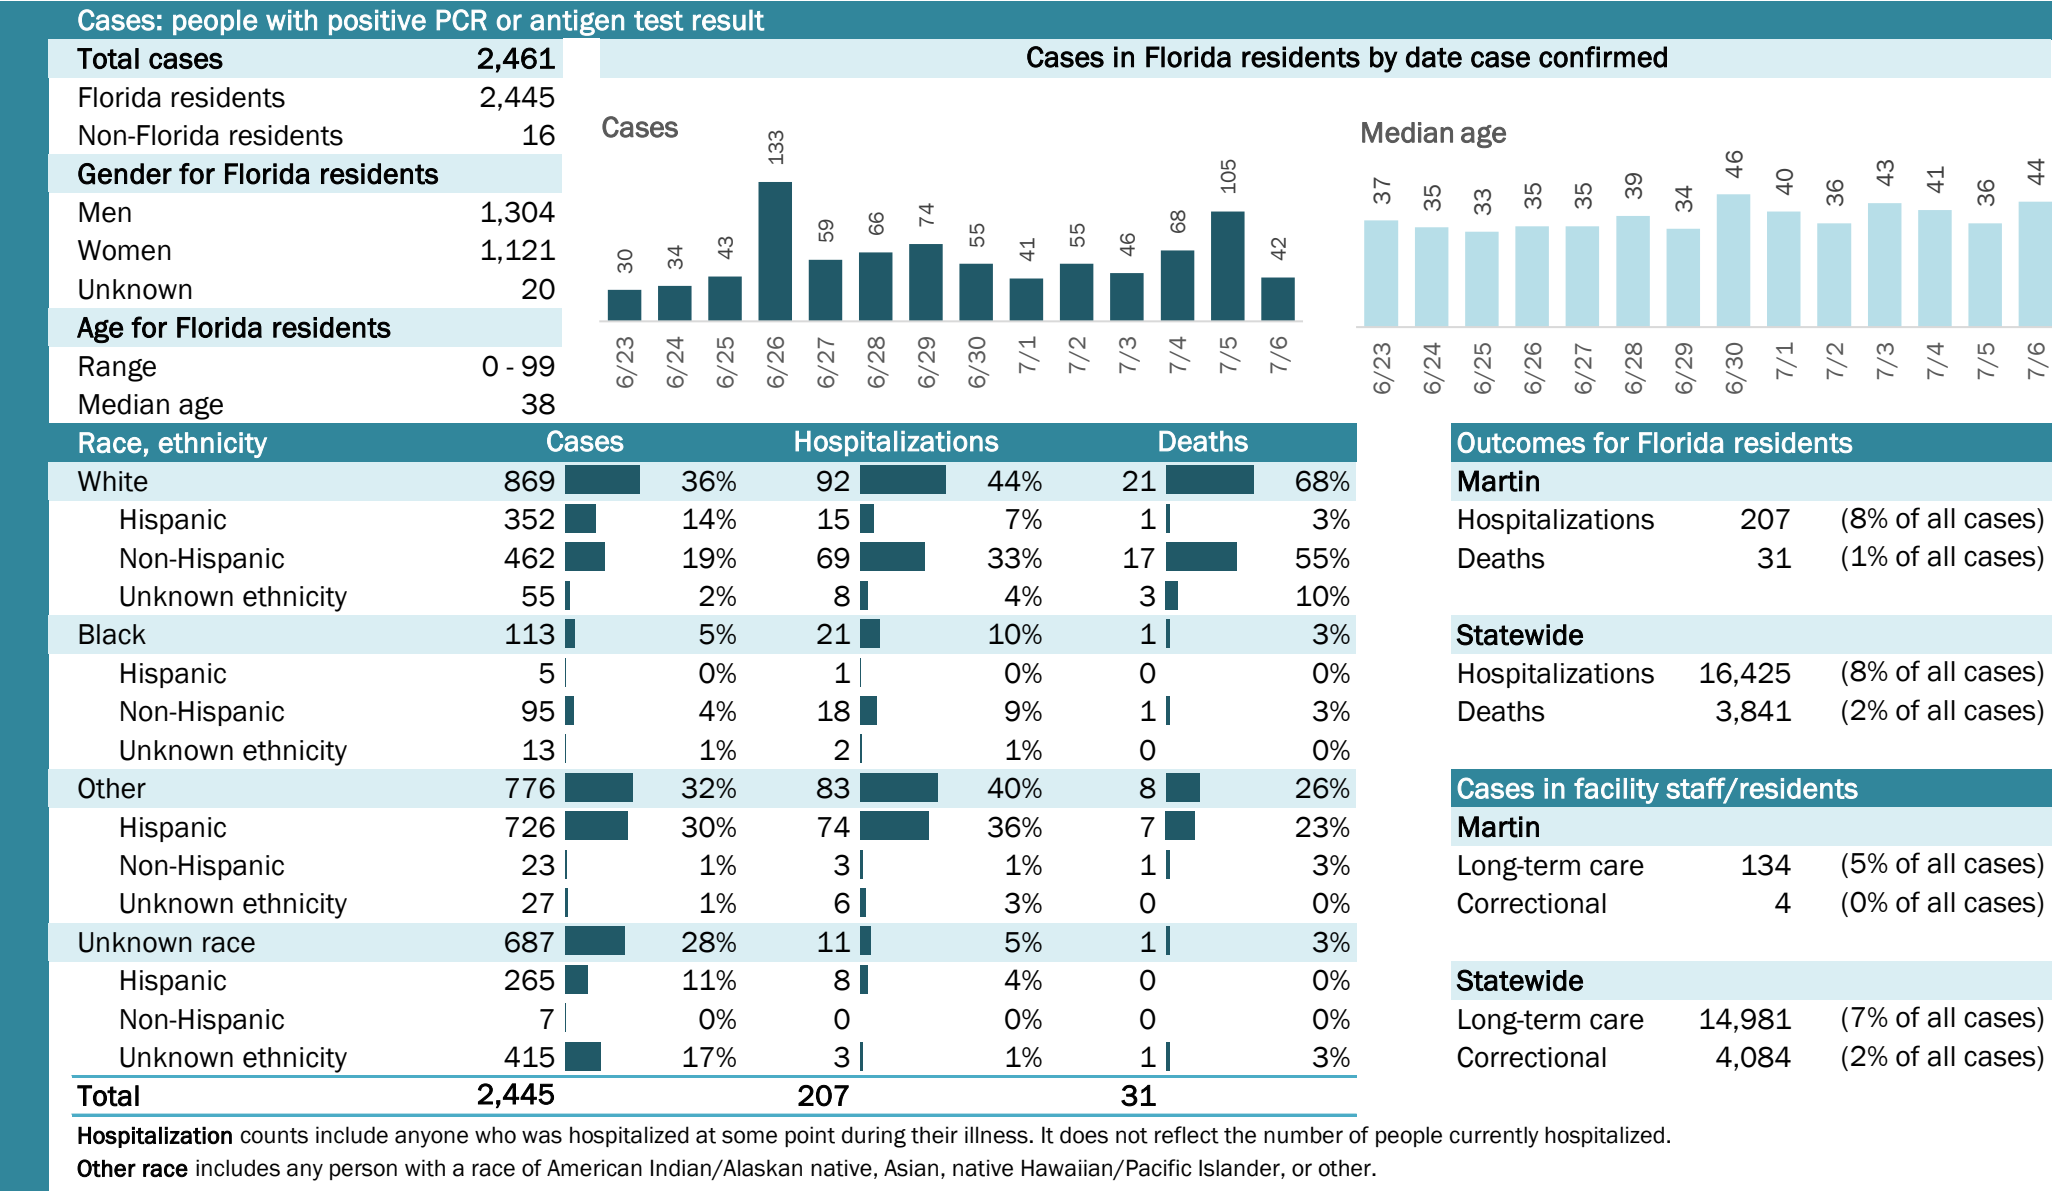 Cases: people with positive PCR or antigen test result
Total cases 2,461
Florida residents 2,445
Non-Florida residents 16
Gender for Florida residents
Men 1,304
Women 1,121
Unknown 20
Age for Florida residents
Range 0 - 99
Median age 38
Cases in Florida residents by date case confirmed
Cases
30 34 43 133 59 66 74 55 41 55 46 68 105 42
6/23 6/24 6/25 6/26 6/27 6/28 6/29 6/30 7/1 7/2 7/3 7/4 7/5 7/6
Median age
37 35 33 35 35 39 34 46 40 36 43 41 36 44
6/23 6/24 6/25 6/26 6/27 6/28 6/29 6/30 7/1 7/2 7/3 7/4 7/5 7/6
Race, ethnicity Cases Hospitalizations Deaths
White 869 36% 92 44% 21 68%
Hispanic 352 14% 15 7% 1 3%
Non-Hispanic 462 19% 69 33% 17 55%
Unknown ethnicity 55 2% 8 4% 3 10%
Black 113 5% 21 10% 1 3%
Hispanic 5 0% 1 0% 0 0%
Non-Hispanic 95 4% 18 9% 1 3%
Unknown ethnicity 13 1% 2 1% 0 0%
Other 776 32% 83 40% 8 26%
Hispanic 726 30% 74 36% 7 23%
Non-Hispanic 23 1% 3 1% 1 3%
Unknown ethnicity 27 1% 6 3% 0 0%
Unknown race 687 28% 11 5% 1 3%
Hispanic 265 11% 8 4% 0 0%
Non-Hispanic 7 0% 0 0% 0 0%
Unknown ethnicity 415 17% 3 1% 1 3%
Total 2,445 207 31
Outcomes for Florida residents
Martin
Hospitalizations 207 (8% of all cases)
Deaths 31 (1% of all cases)
Statewide
Hospitalizations 16,425 (8% of all cases)
Deaths 3,841 (2% of all cases)
Cases in facility staff/residents
Martin
Long-term care 134 (5% of all cases)
Correctional 4 (0% of all cases)
Statewide
Long-term care 14,981 (7% of all cases)
Correctional 4,084 (2% of all cases)
Hospitalization counts include anyone who was hospitalized at some point during their illness. It does not reflect the number of people currently hospitalized.
Other race includes any person with a race of American Indian/Alaskan native, Asian, native Hawaiian/Pacific Islander, or other.